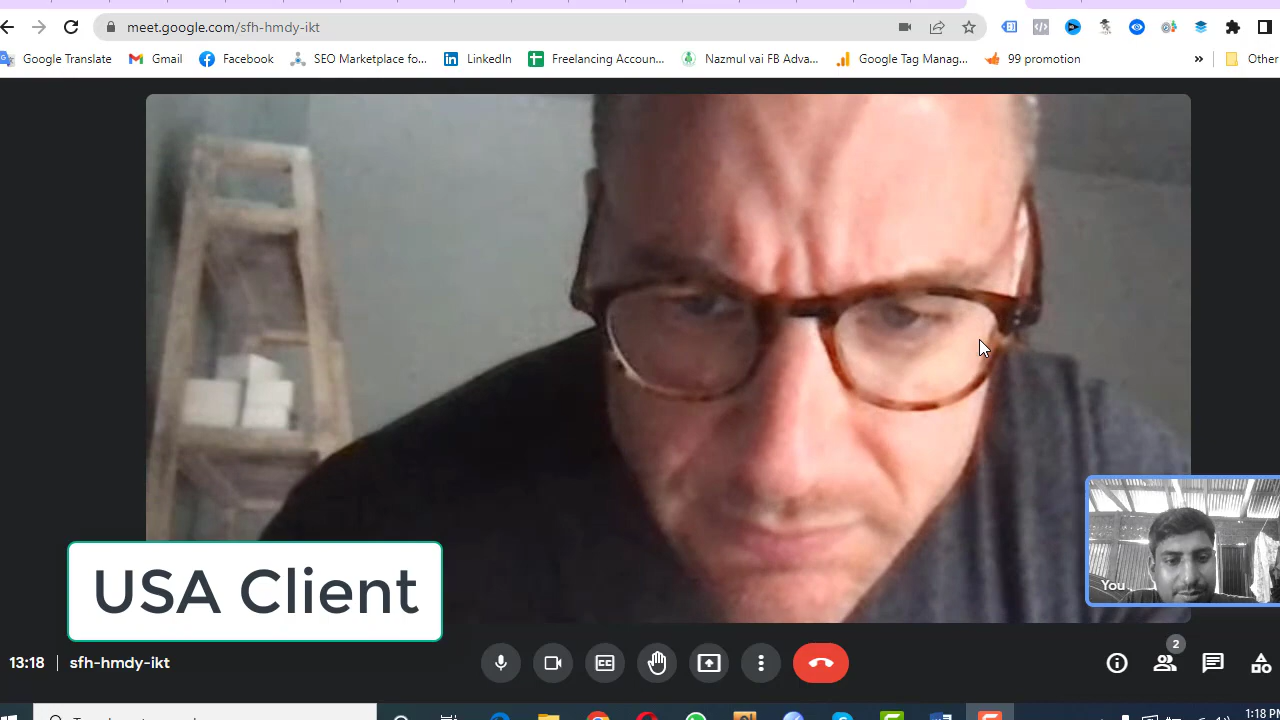 meet.google.com/sfh-hmdy-ikt
Google Translate
Gmail
Facebook
SEO Marketplace fo...
LinkedIn
Freelancing Accoun...
Nazmul vai FB Adva...
Google Tag Manag...
99 promotion
»
Other
You
USA Client
13:18 | sfh-hmdy-ikt
2
1:18 PM